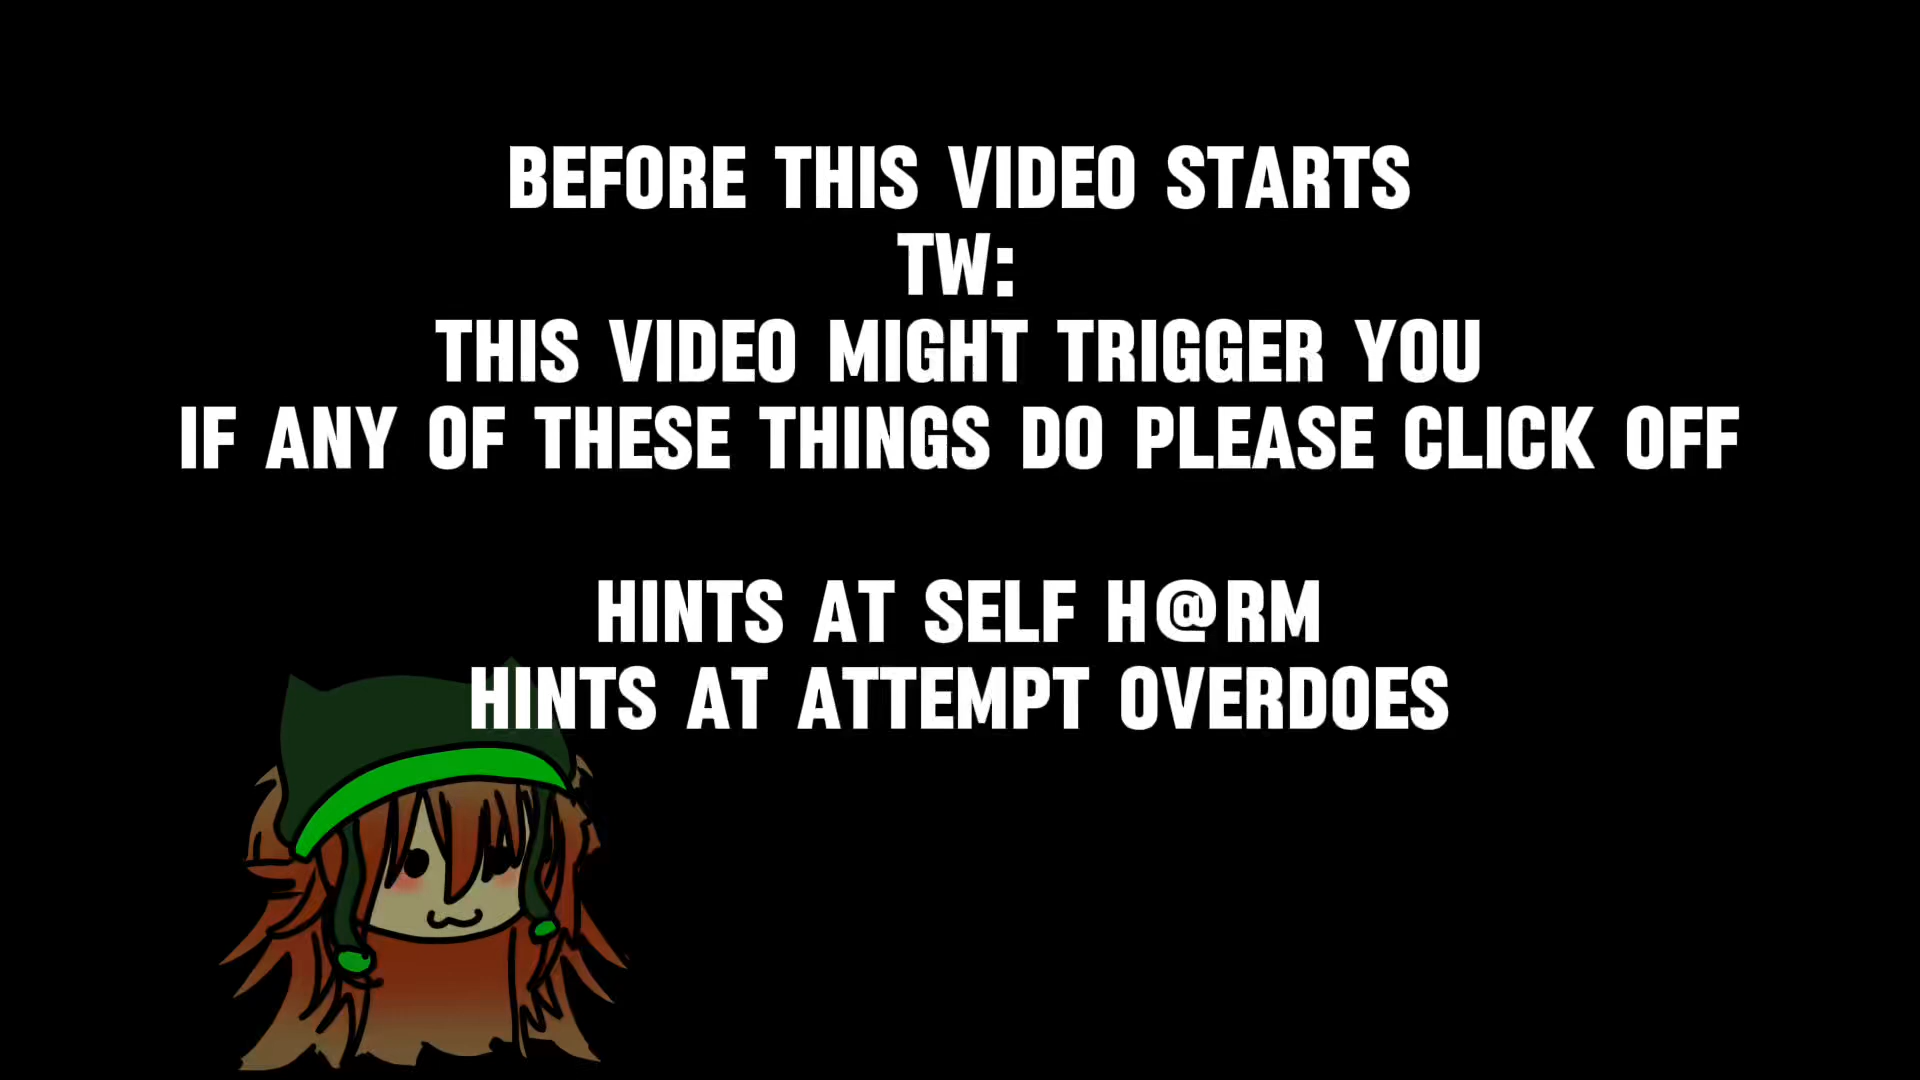 BEFORE THIS VIDEO STARTS
TW:
THIS VIDEO MIGHT TRIGGER YOU
IF ANY OF THESE THINGS DO PLEASE CLICK OFF
HINTS AT SELF H@RM
HINTS AT ATTEMPT OVERDOES